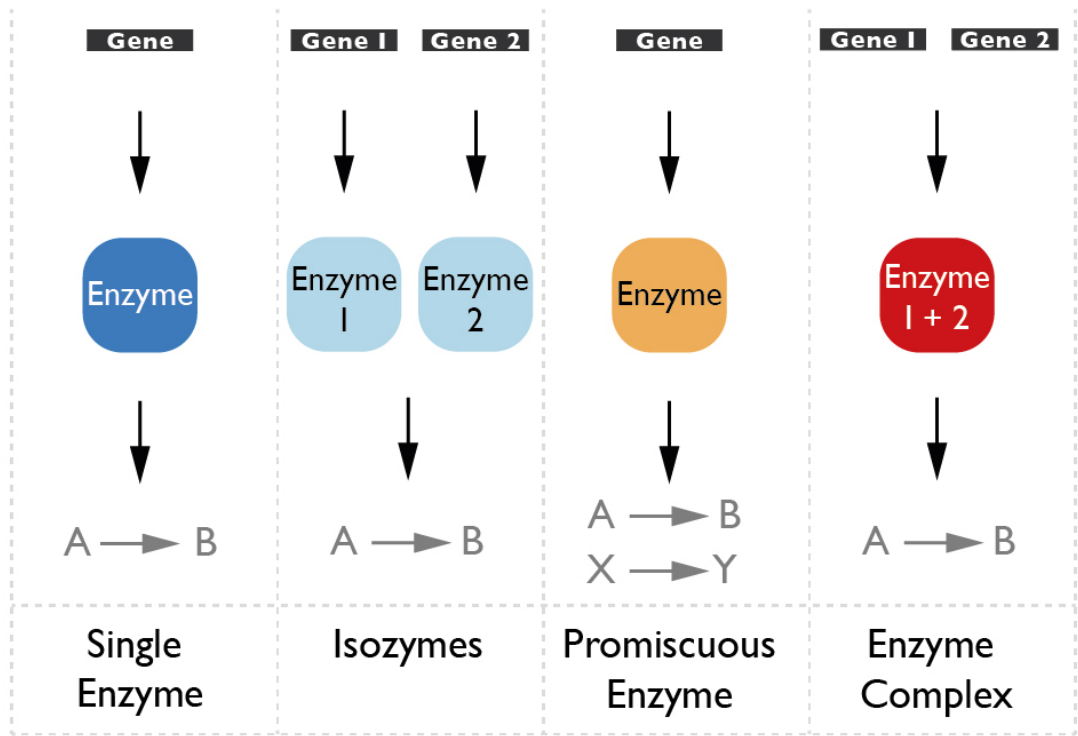 Gene
Gene 1 Gene 2
Gene
Gene 1 Gene 2
Enzyme
Enzyme
1
Enzyme
2
Enzyme
Enzyme
1 + 2
A B
A B
A B
X Y
A B
Single
Enzyme
Isozymes
Promiscuous
Enzyme
Enzyme
Complex